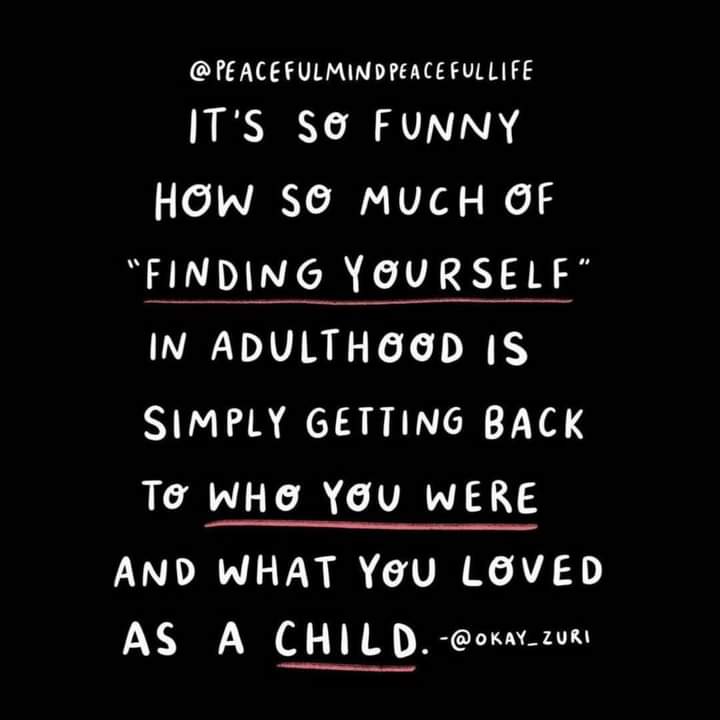 @PEACEFULMINDPEACEFULLIFE
IT'S SO FUNNY
HOW SO MUCH OF
"FINDING YOURSELF"
IN ADULTHOOD IS
SIMPLY GETTING BACK
TO WHO YOU WERE
AND WHAT YOU LOVED
AS A CHILD. -@OKAY_ZURI